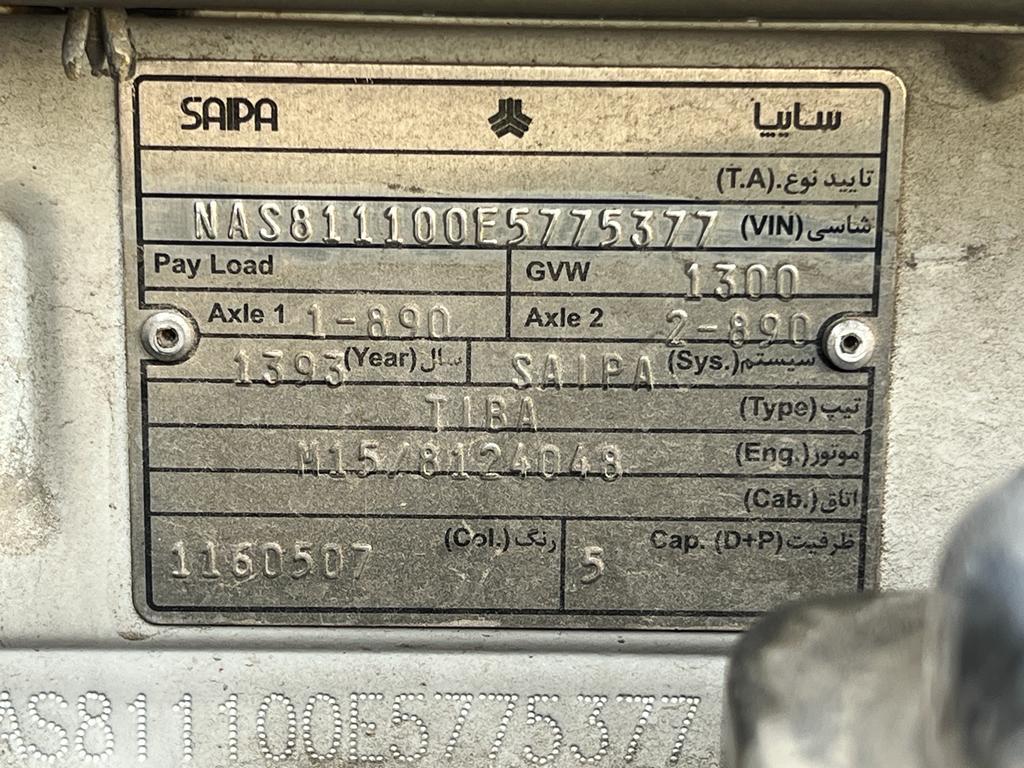 SAIPA سایپا
تایید نوع.(T.A)
NAS811100E5775377 شاسی(VIN)
Pay Load GVW 1300
Axle 1 1-890 Axle 2 2-890
1393 سال(Year) SAIPA سیستم(Sys.)
TIBA تیپ(Type)
M15/8124048 موتور(Eng.)
اتاق(Cab.)
1160507 رنگ(Col.) 5 ظرفیت(D+P) Cap.
AS811100E5775377